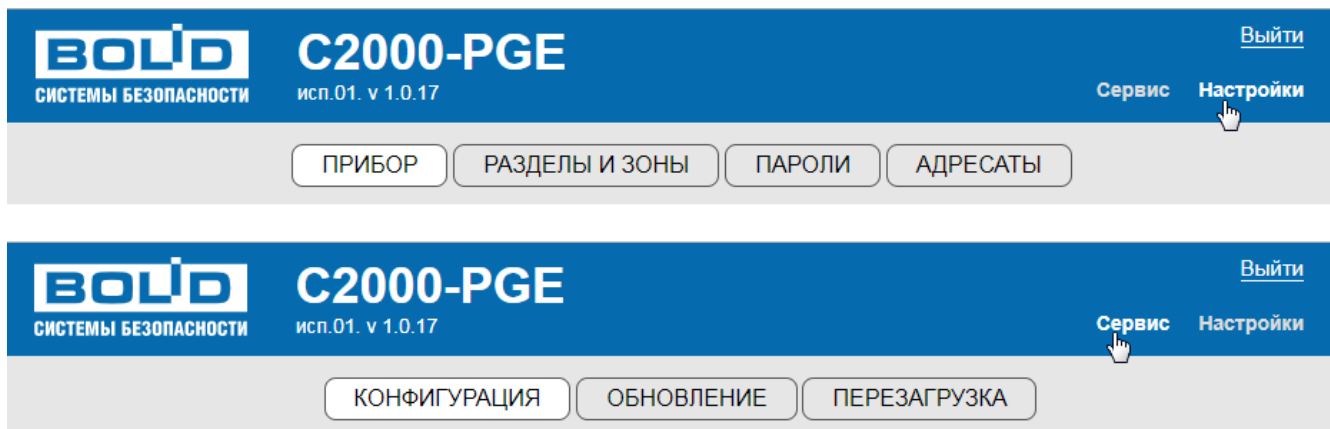 BOLID
СИСТЕМЫ БЕЗОПАСНОСТИ
C2000-PGE
исп.01. v 1.0.17
Выйти
Сервис Настройки
ПРИБОР РАЗДЕЛЫ И ЗОНЫ ПАРОЛИ АДРЕСАТЫ
BOLID
СИСТЕМЫ БЕЗОПАСНОСТИ
C2000-PGE
исп.01. v 1.0.17
Выйти
Сервис Настройки
КОНФИГУРАЦИЯ ОБНОВЛЕНИЕ ПЕРЕЗАГРУЗКА